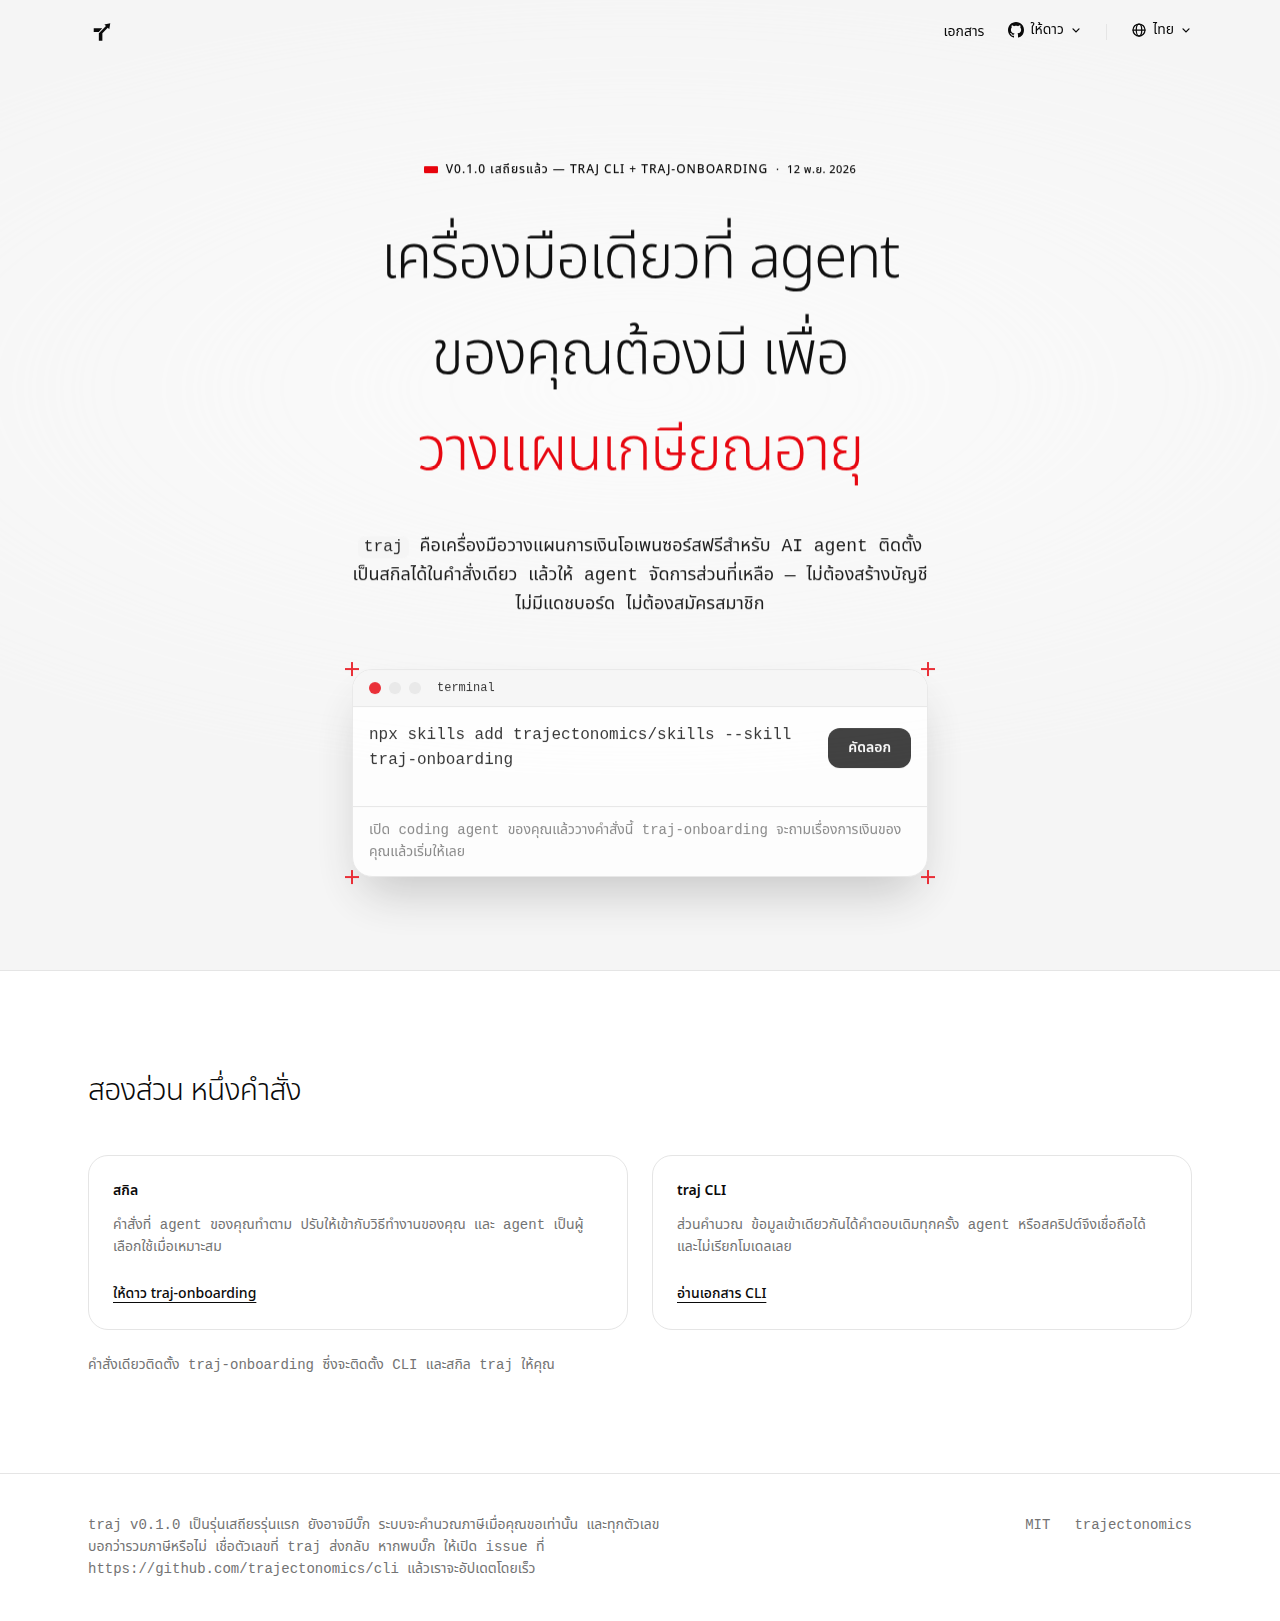 เอกสาร
ให้ดาว
ไทย
V0.1.0 เสถียรแล้ว — TRAJ CLI + TRAJ-ONBOARDING · 12 พ.ย. 2026
เครื่องมือเดียวที่ agent
ของคุณต้องมี เพื่อ
วางแผนเกษียณอายุ
traj คือเครื่องมือวางแผนการเงินโอเพนซอร์สฟรีสำหรับ AI agent ติดตั้ง
เป็นสกิลได้ในคำสั่งเดียว แล้วให้ agent จัดการส่วนที่เหลือ — ไม่ต้องสร้างบัญชี
ไม่มีแดชบอร์ด ไม่ต้องสมัครสมาชิก
terminal
npx skills add trajectonomics/skills --skill
traj-onboarding
คัดลอก
เปิด coding agent ของคุณแล้ววางคำสั่งนี้ traj-onboarding จะถามเรื่องการเงินของ
คุณแล้วเริ่มให้เลย
สองส่วน หนึ่งคำสั่ง
สกิล
คำสั่งที่ agent ของคุณทำตาม ปรับให้เข้ากับวิธีทำงานของคุณ และ agent เป็นผู้
เลือกใช้เมื่อเหมาะสม
ให้ดาว traj-onboarding
traj CLI
ส่วนคำนวณ ข้อมูลเข้าเดียวกันได้คำตอบเดิมทุกครั้ง agent หรือสคริปต์จึงเชื่อถือได้
และไม่เรียกโมเดลเลย
อ่านเอกสาร CLI
คำสั่งเดียวติดตั้ง traj-onboarding ซึ่งจะติดตั้ง CLI และสกิล traj ให้คุณ
traj v0.1.0 เป็นรุ่นเสถียรรุ่นแรก ยังอาจมีบั๊ก ระบบจะคำนวณภาษีเมื่อคุณขอเท่านั้น และทุกตัวเลข
บอกว่ารวมภาษีหรือไม่ เชื่อตัวเลขที่ traj ส่งกลับ หากพบบั๊ก ให้เปิด issue ที่
https://github.com/trajectonomics/cli แล้วเราจะอัปเดตโดยเร็ว
MIT trajectonomics